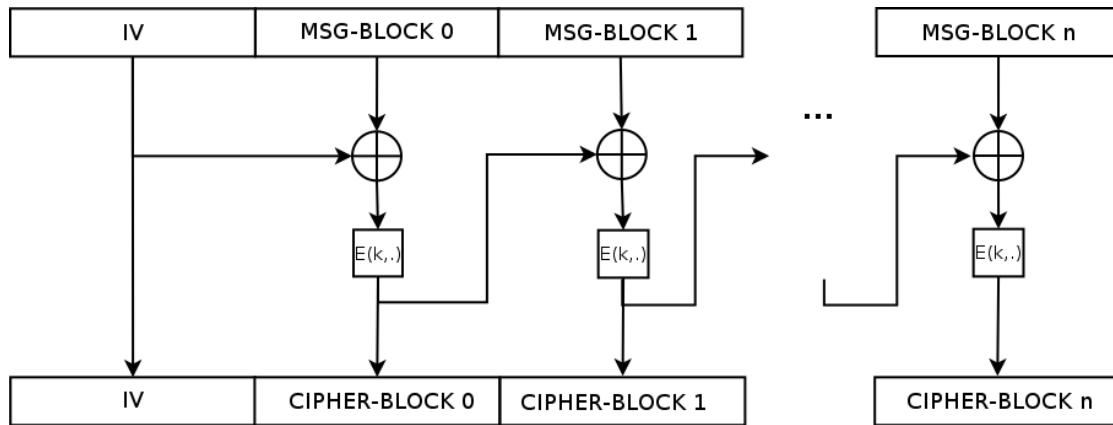 IV MSG-BLOCK 0 MSG-BLOCK 1 MSG-BLOCK n
...
E(k,.) E(k,.) E(k,.)
IV CIPHER-BLOCK 0 CIPHER-BLOCK 1 CIPHER-BLOCK n